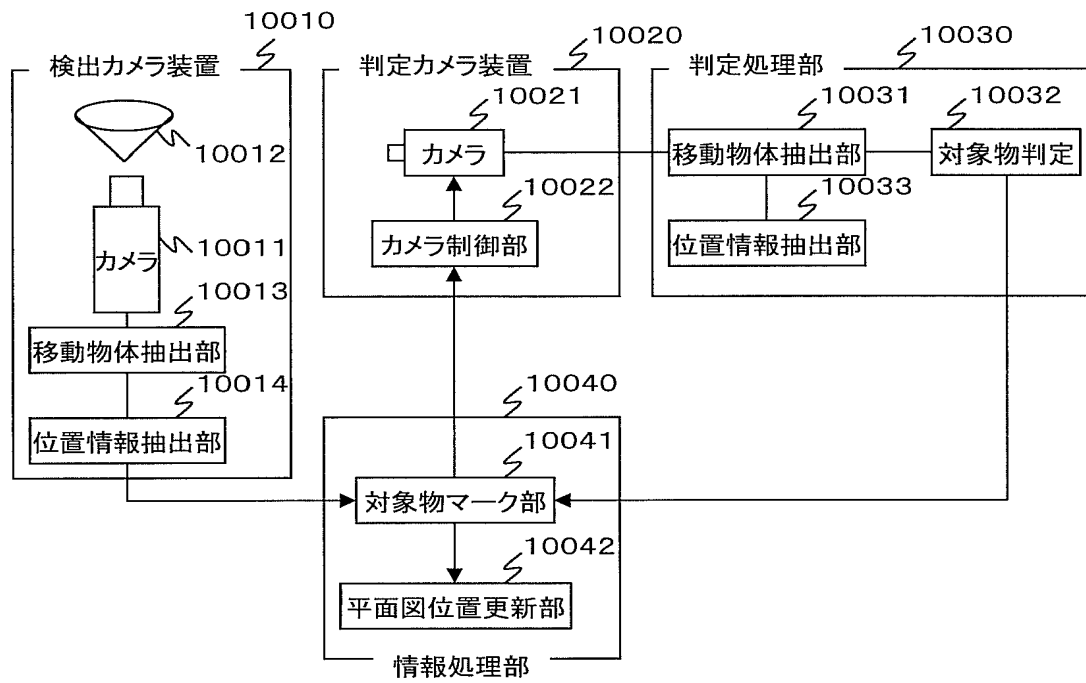 10010
検出カメラ装置
10012
カメラ
10011
10013
移動物体抽出部
10014
位置情報抽出部
10020
判定カメラ装置
10021
カメラ
10022
カメラ制御部
10030
判定処理部
10031
移動物体抽出部
10032
対象物判定
10033
位置情報抽出部
10040
10041
対象物マーク部
10042
平面図位置更新部
情報処理部